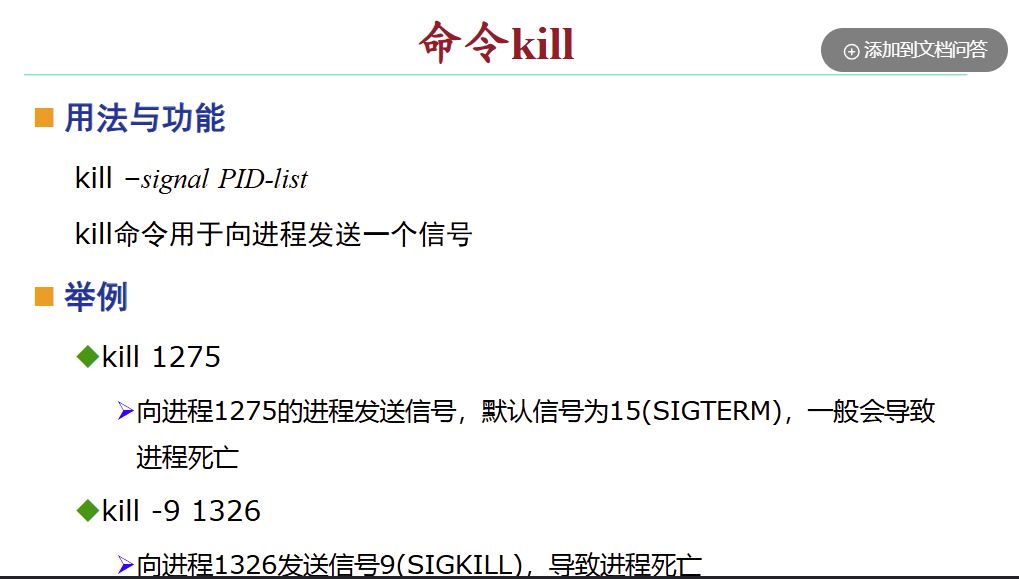 命令kill
添加到文档问答
用法与功能
kill –signal PID-list
kill命令用于向进程发送一个信号
举例
kill 1275
向进程1275的进程发送信号，默认信号为15(SIGTERM)，一般会导致
进程死亡
kill -9 1326
向进程1326发送信号9(SIGKILL)，导致进程死亡